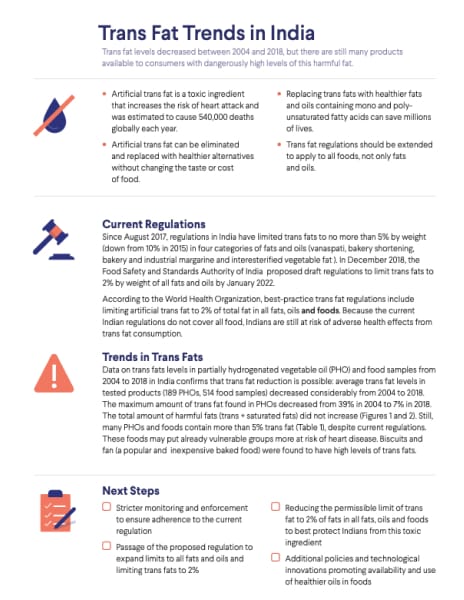 Trans Fat Trends in India
Trans fat levels decreased between 2004 and 2018, but there are still many products
available to consumers with dangerously high levels of this harmful fat.
• Artificial trans fat is a toxic ingredient
that increases the risk of heart attack and
was estimated to cause 540,000 deaths
globally each year.
• Artificial trans fat can be eliminated
and replaced with healthier alternatives
without changing the taste or cost
of food.
• Replacing trans fats with healthier fats
and oils containing mono and poly-
unsaturated fatty acids can save millions
of lives.
• Trans fat regulations should be extended
to apply to all foods, not only fats
and oils.
Current Regulations
Since August 2017, regulations in India have limited trans fats to no more than 5% by weight
(down from 10% in 2015) in four categories of fats and oils (vanaspati, bakery shortening,
bakery and industrial margarine and interesterified vegetable fat ). In December 2018, the
Food Safety and Standards Authority of India proposed draft regulations to limit trans fats to
2% by weight of all fats and oils by January 2022.
According to the World Health Organization, best-practice trans fat regulations include
limiting artificial trans fat to 2% of total fat in all fats, oils and foods. Because the current
Indian regulations do not cover all food, Indians are still at risk of adverse health effects from
trans fat consumption.
Trends in Trans Fats
Data on trans fats levels in partially hydrogenated vegetable oil (PHO) and food samples from
2004 to 2018 in India confirms that trans fat reduction is possible: average trans fat levels in
tested products (189 PHOs, 514 food samples) decreased considerably from 2004 to 2018.
The maximum amount of trans fat found in PHOs decreased from 39% in 2004 to 7% in 2018.
The total amount of harmful fats (trans + saturated fats) did not increase (Figures 1 and 2). Still,
many PHOs and foods contain more than 5% trans fat (Table 1), despite current regulations.
These foods may put already vulnerable groups more at risk of heart disease. Biscuits and
fan (a popular and inexpensive baked food) were found to have high levels of trans fats.
Next Steps
Stricter monitoring and enforcement
to ensure adherence to the current
regulation
Passage of the proposed regulation to
expand limits to all fats and oils and
limiting trans fats to 2%
Reducing the permissible limit of trans
fat to 2% of fats in all fats, oils and foods
to best protect Indians from this toxic
ingredient
Additional policies and technological
innovations promoting availability and use
of healthier oils in foods